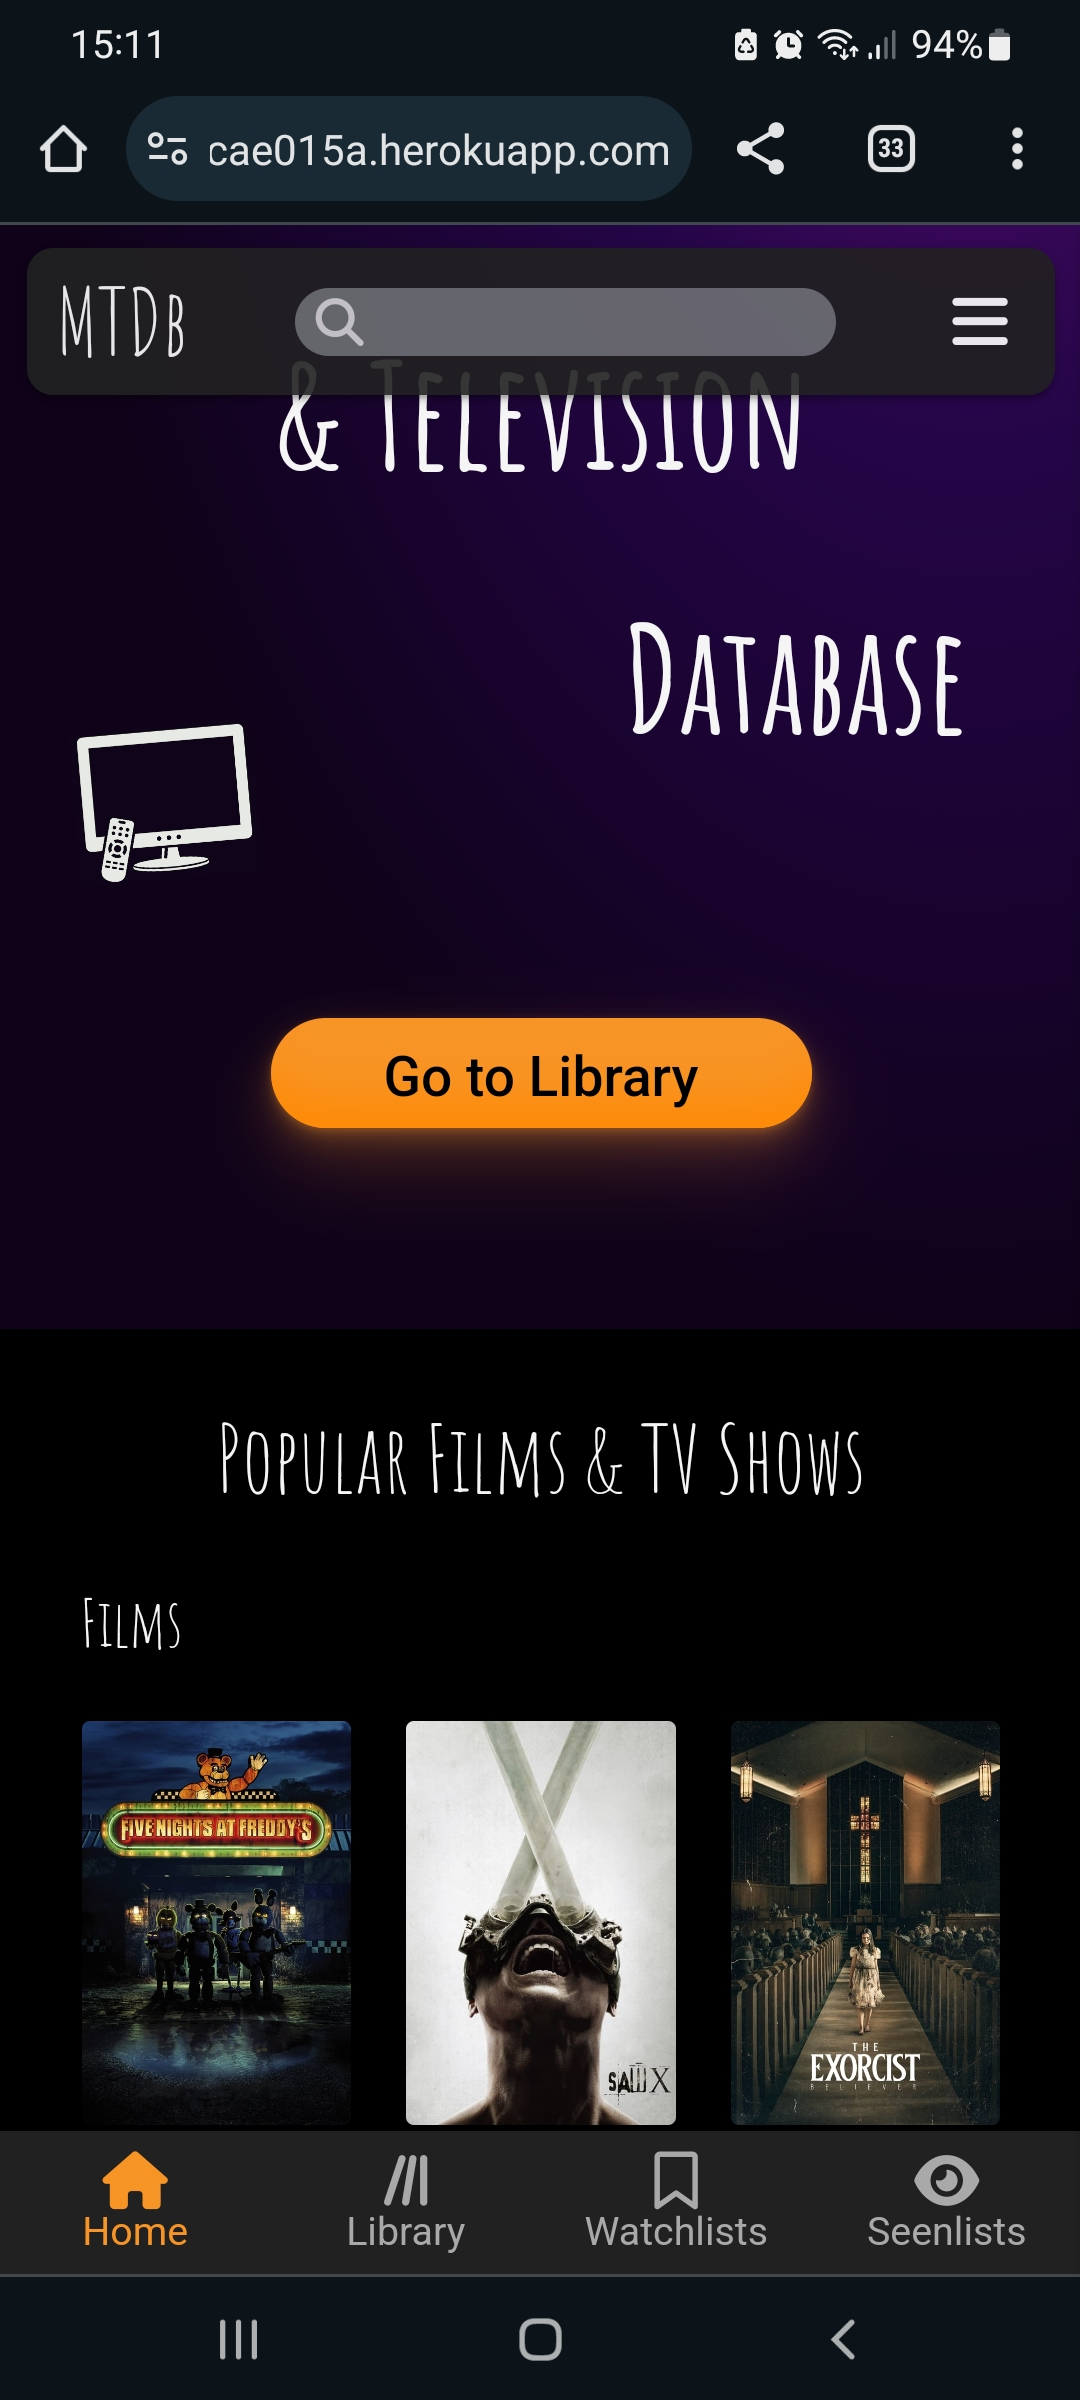 15:11
94%
cae015a.herokuapp.com
33
MTDb
& Television
Database
Go to Library
Popular Films & TV Shows
Films
FIVE NIGHTS AT FREDDY'S
SAW X
THE
EXORCIST
BELIEVER
Home
Library
Watchlists
Seenlists